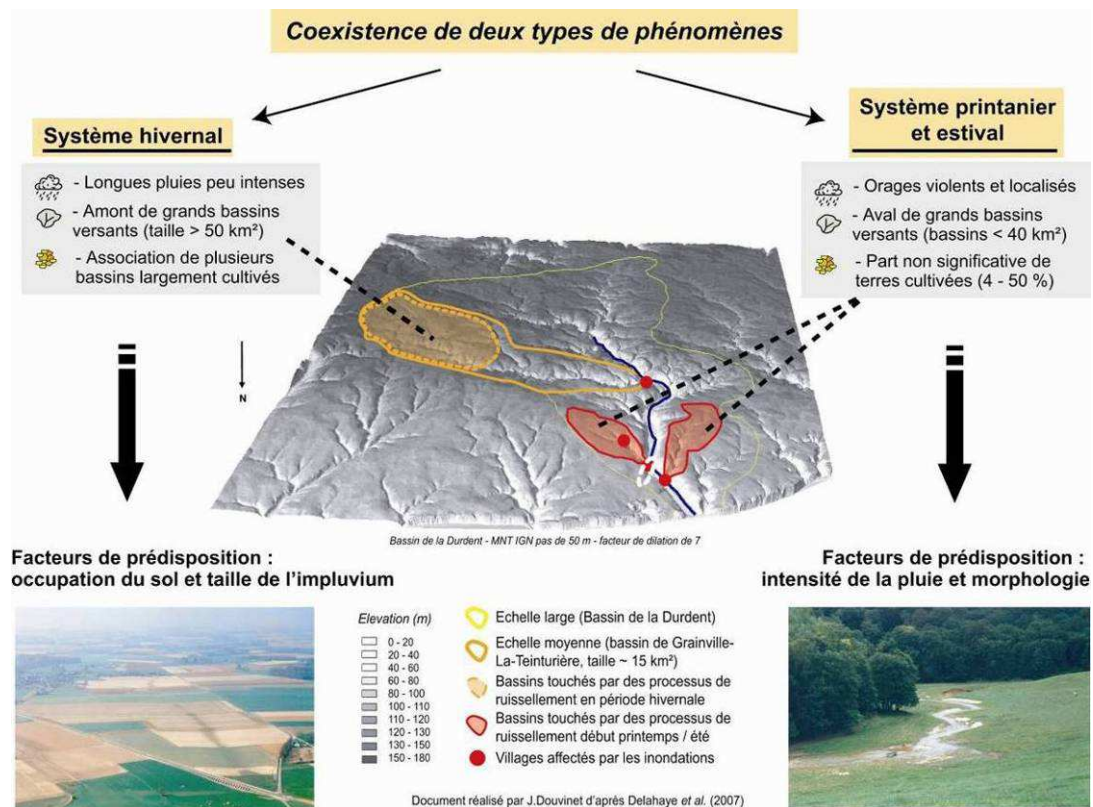 Coexistence de deux types de phénomènes
Système hivernal
- Longues pluies peu intenses
- Amont de grands bassins
versants (taille > 50 km²)
- Association de plusieurs
bassins largement cultivés
Système printanier
et estival
- Orages violents et localisés
- Aval de grands bassins
versants (bassins < 40 km²)
- Part non significative de
terres cultivées (4 - 50 %)
N
Bassin de la Durdent - MNT IGN pas de 50 m - facteur de dilation de 7
Facteurs de prédisposition :
occupation du sol et taille de l'impluvium
Facteurs de prédisposition :
intensité de la pluie et morphologie
Elevation (m)
0 - 20
20 - 40
40 - 60
60 - 80
80 - 100
100 - 110
110 - 120
120 - 130
130 - 150
150 - 180
Echelle large (Bassin de la Durdent)
Echelle moyenne (bassin de Grainville-
La-Teinturière, taille ~ 15 km²)
Bassins touchés par des processus de
ruissellement en période hivernale
Bassins touchés par des processus de
ruissellement début printemps / été
Villages affectés par les inondations
Document réalisé par J.Douvinet d'après Delahaye et al. (2007)